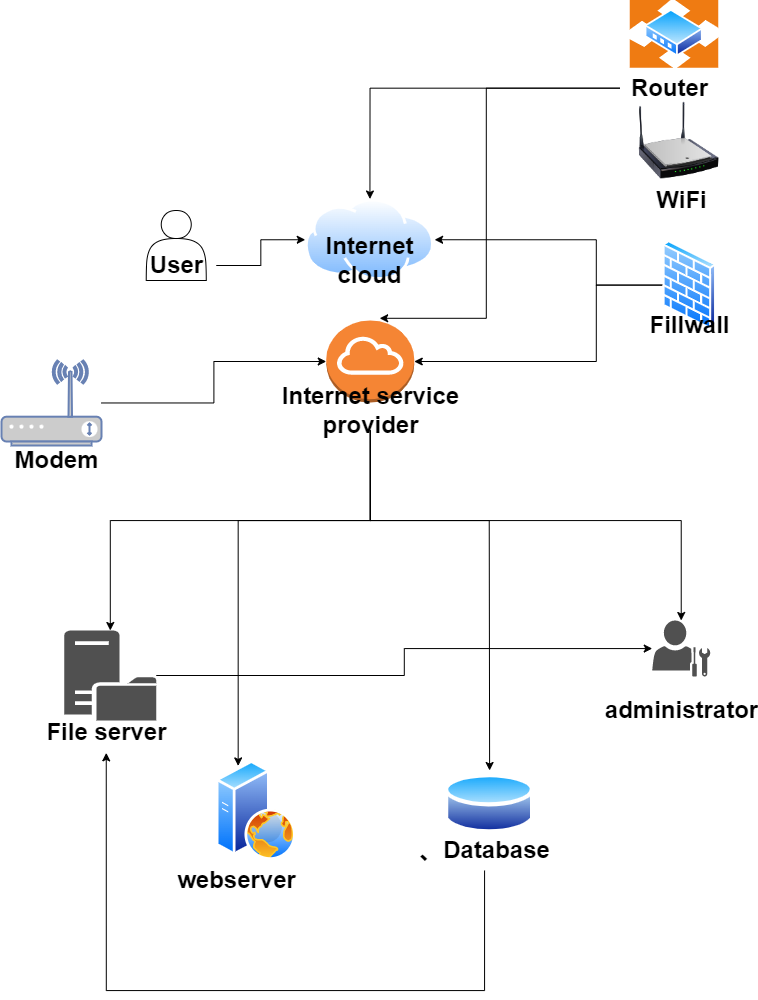 Router
WiFi
User
Internet
cloud
Fillwall
Internet service
provider
Modem
administrator
File server
Database
webserver